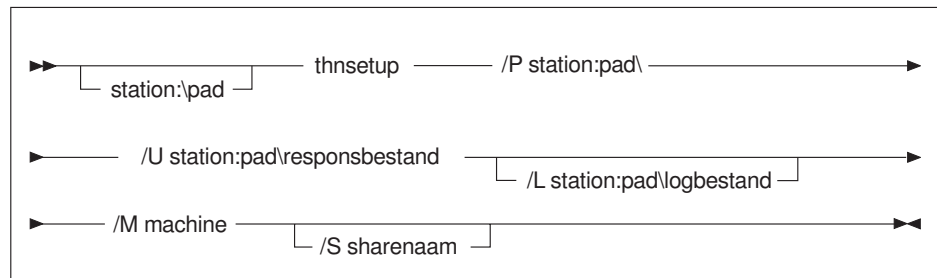 thnsetup /P station:pad\
station:\pad
/U station:pad\responsbestand
/L station:pad\logbestand
/M machine
/S sharenaam